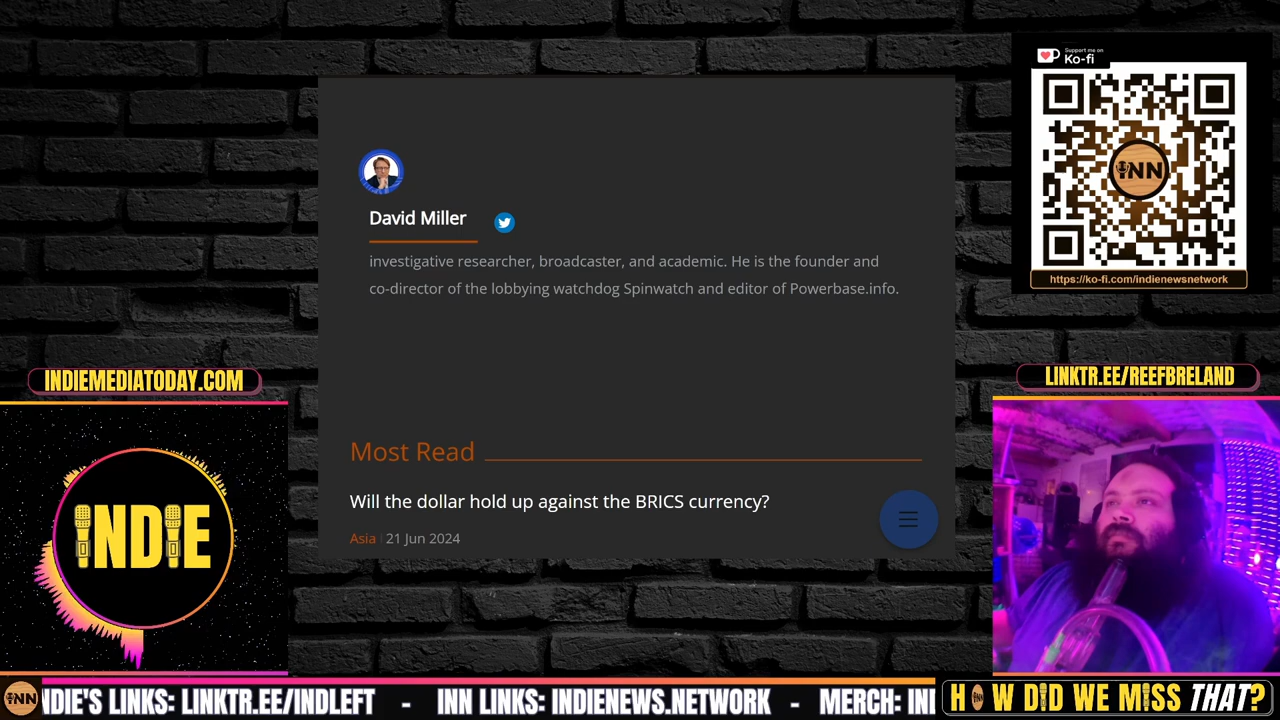 Support me on
Ko-fi
iNN
https://ko-fi.com/indienewsnetwork
David Miller
investigative researcher, broadcaster, and academic. He is the founder and
co-director of the lobbying watchdog Spinwatch and editor of Powerbase.info.
INDIEMEDIATODAY.COM
LINKTR.EE/REEFBRELAND
Most Read
Will the dollar hold up against the BRICS currency?
Asia | 21 Jun 2024
INDIE
iNN
NDIE'S LINKS: LINKTR.EE/INDLEFT - INN LINKS: INDIENEWS.NETWORK - MERCH: INI
HOW DID WE MISS THAT?